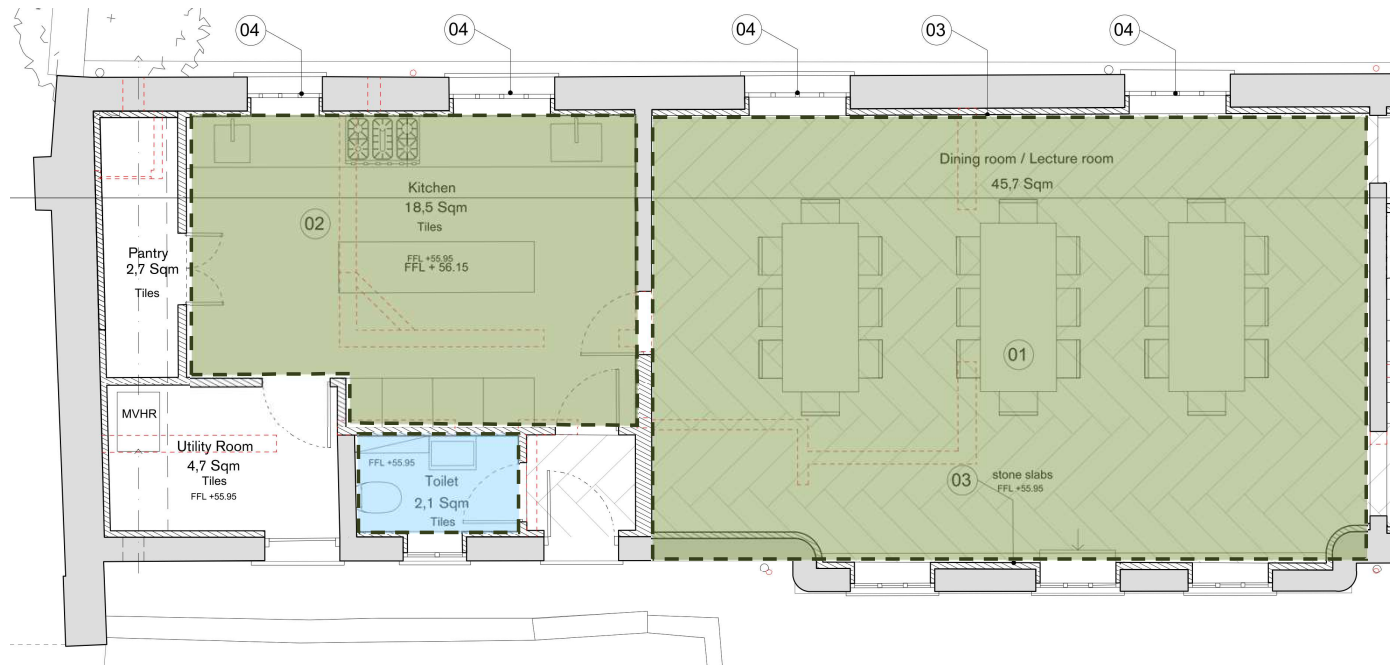 04
04
04
03
04
Dining room / Lecture room
45,7 Sqm
Kitchen
18,5 Sqm
Tiles
02
FFL +55.95
FFL + 56.15
Pantry
2,7 Sqm
Tiles
01
MVHR
Utility Room
4,7 Sqm
Tiles
FFL +55.95
FFL +55.95
Toilet
2,1 Sqm
Tiles
03
stone slabs
FFL +55.95